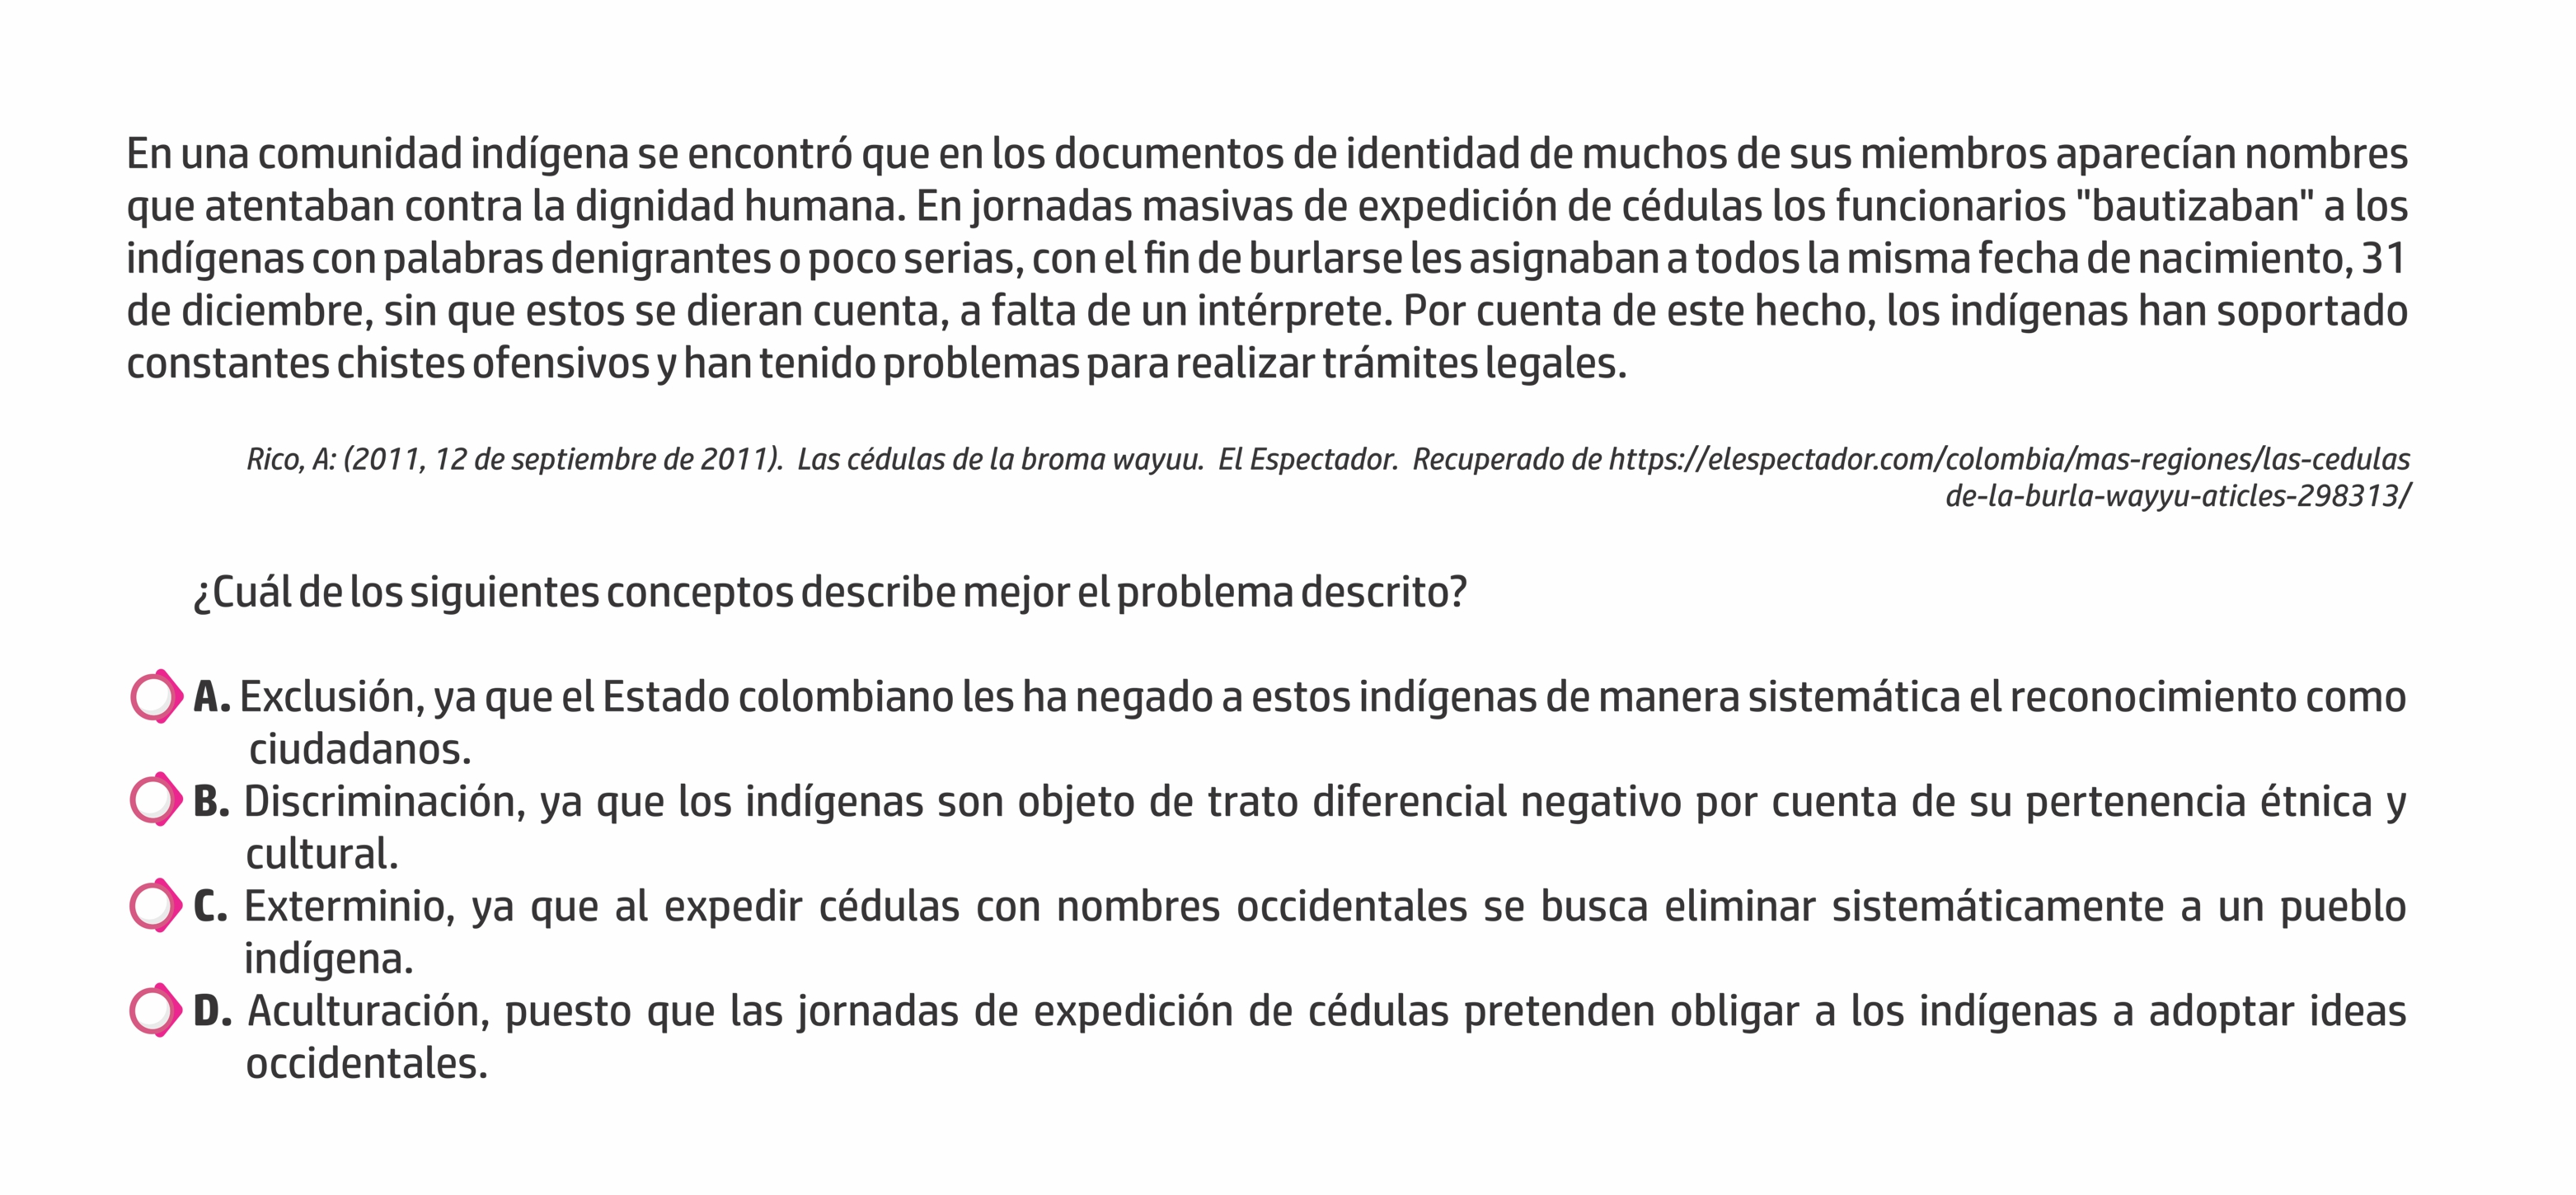 En una comunidad indígena se encontró que en los documentos de identidad de muchos de sus miembros aparecían nombres
que atentaban contra la dignidad humana. En jornadas masivas de expedición de cédulas los funcionarios "bautizaban" a los
indígenas con palabras denigrantes o poco serias, con el fin de burlarse les asignaban a todos la misma fecha de nacimiento, 31
de diciembre, sin que estos se dieran cuenta, a falta de un intérprete. Por cuenta de este hecho, los indígenas han soportado
constantes chistes ofensivos y han tenido problemas para realizar trámites legales.
Rico, A: (2011, 12 de septiembre de 2011). Las cédulas de la broma wayuu. El Espectador. Recuperado de https://elespectador.com/colombia/mas-regiones/las-cedulas
de-la-burla-wayyu-aticles-298313/
¿Cuál de los siguientes conceptos describe mejor el problema descrito?
A. Exclusión, ya que el Estado colombiano les ha negado a estos indígenas de manera sistemática el reconocimiento como
ciudadanos.
B. Discriminación, ya que los indígenas son objeto de trato diferencial negativo por cuenta de su pertenencia étnica y
cultural.
C. Exterminio, ya que al expedir cédulas con nombres occidentales se busca eliminar sistemáticamente a un pueblo
indígena.
D. Aculturación, puesto que las jornadas de expedición de cédulas pretenden obligar a los indígenas a adoptar ideas
occidentales.